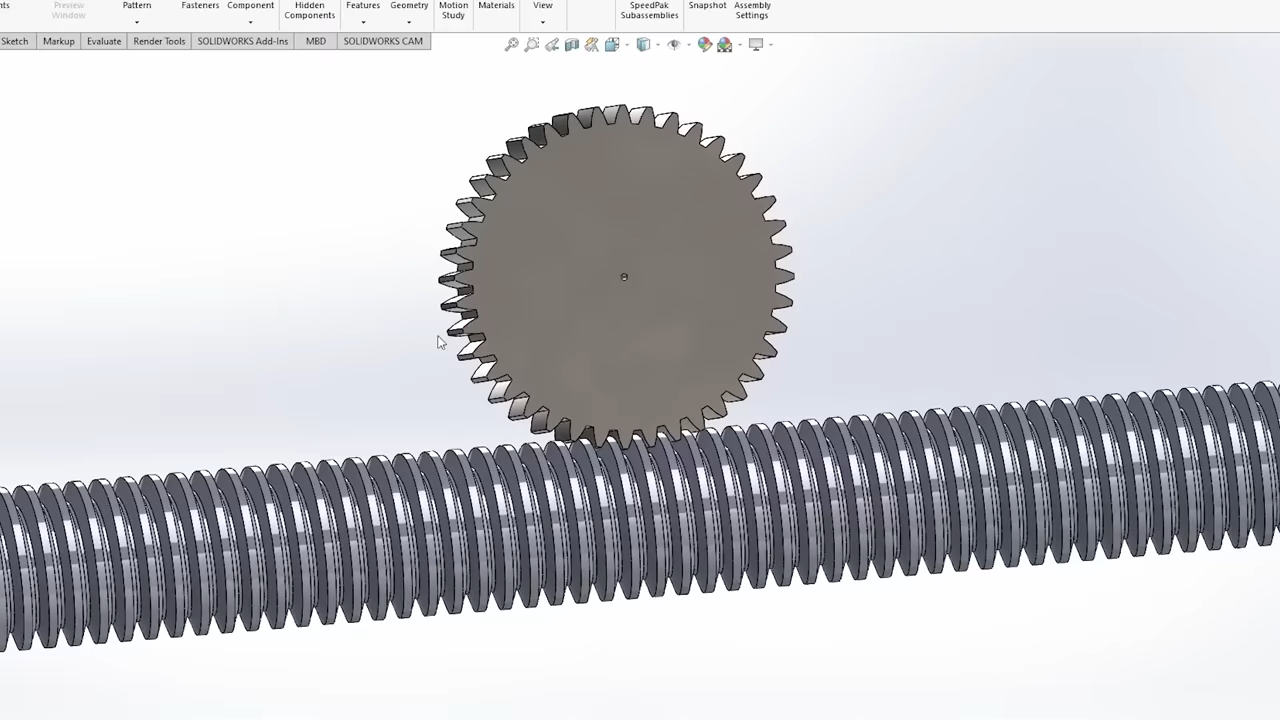 nts
Preview Window
Pattern
Fasteners
Component
Hidden Components
Features
Geometry
Motion Study
Materials
View
SpeedPak Subassemblies
Snapshot
Assembly Settings
Sketch
Markup
Evaluate
Render Tools
SOLIDWORKS Add-Ins
MBD
SOLIDWORKS CAM